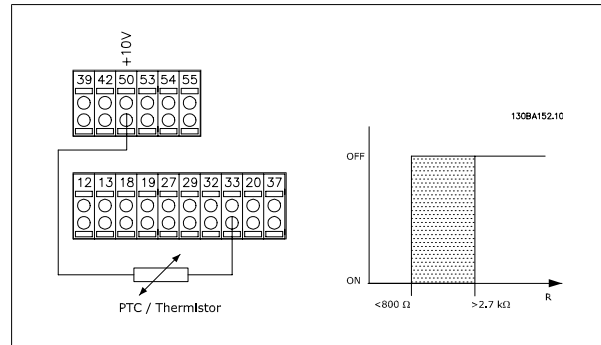 +10V
39 42 50 53 54 55
130BA152.10
OFF
12 13 18 19 27 29 32 33 20 37
ON
R
<800 Ω
>2.7 kΩ
PTC / Thermistor